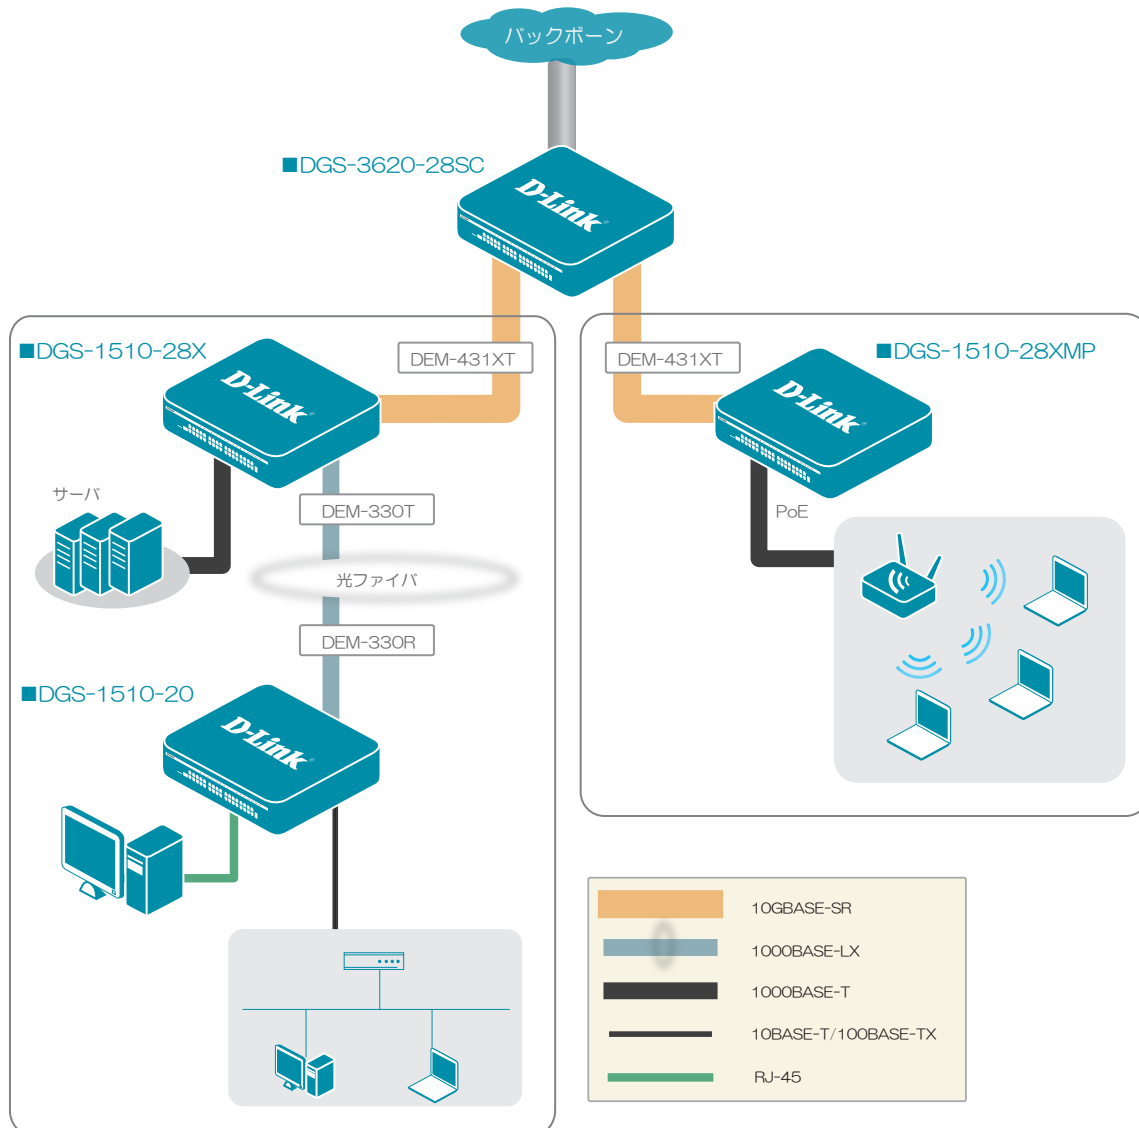 バックボーン
■DGS-3620-28SC
D-Link®
■DGS-1510-28X
DEM-431XT
D-Link
サーバ
DEM-330T
光ファイバ
DEM-330R
■DGS-1510-20
D-Link
DEM-431XT
■DGS-1510-28XMP
D-Link
PoE
10GBASE-SR
1000BASE-LX
1000BASE-T
10BASE-T/100BASE-TX
RJ-45